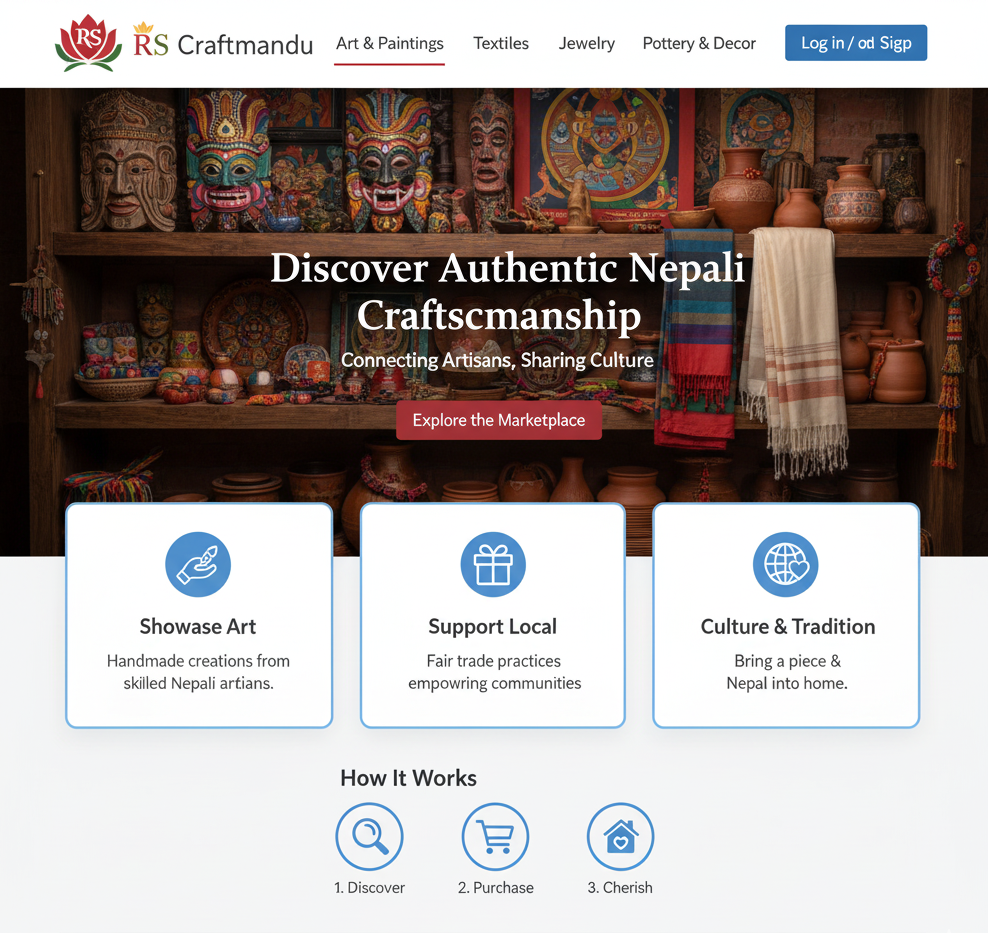 RS
RS Craftmandu
Art & Paintings
Textiles
Jewelry
Pottery & Decor
Log in / od Sigp
Discover Authentic Nepali
Craftscmanship
Connecting Artisans, Sharing Culture
Explore the Marketplace
Showase Art
Handmade creations from
skilled Nepali artians.
Support Local
Fair trade practices
empowring communities
Culture & Tradition
Bring a piece &
Nepal into home.
How It Works
1. Discover
2. Purchase
3. Cherish